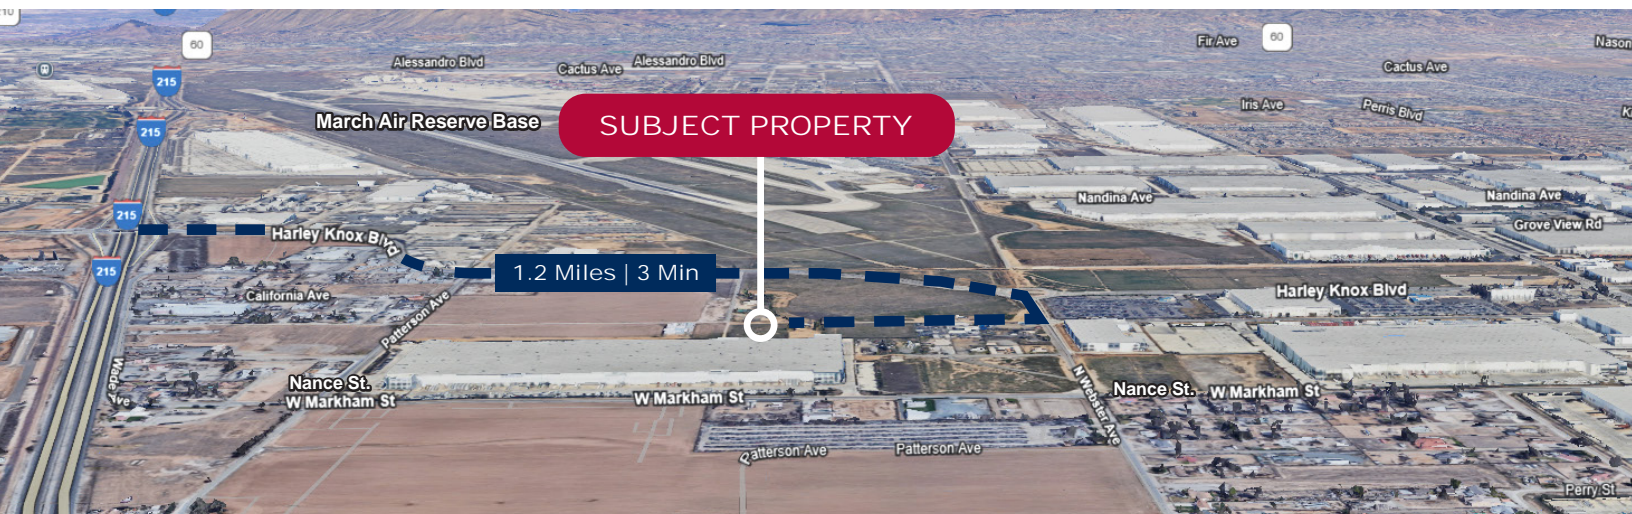 210
60
Fir Ave
60
Nason
Alessandro Blvd
Alessandro Blvd
Cactus Ave
Cactus Ave
215
Iris Ave
Perris Blvd
March Air Reserve Base
SUBJECT PROPERTY
215
Nandina Ave
Nandina Ave
215
Grove View Rd
Harley Knox Blvd
215
1.2 Miles | 3 Min
California Ave
Harley Knox Blvd
Patterson Ave
Wade Ave
Nance St.
W Markham St
W Markham St
N Webster Ave
Nance St.
W Markham St
Patterson Ave
Patterson Ave
Perry St